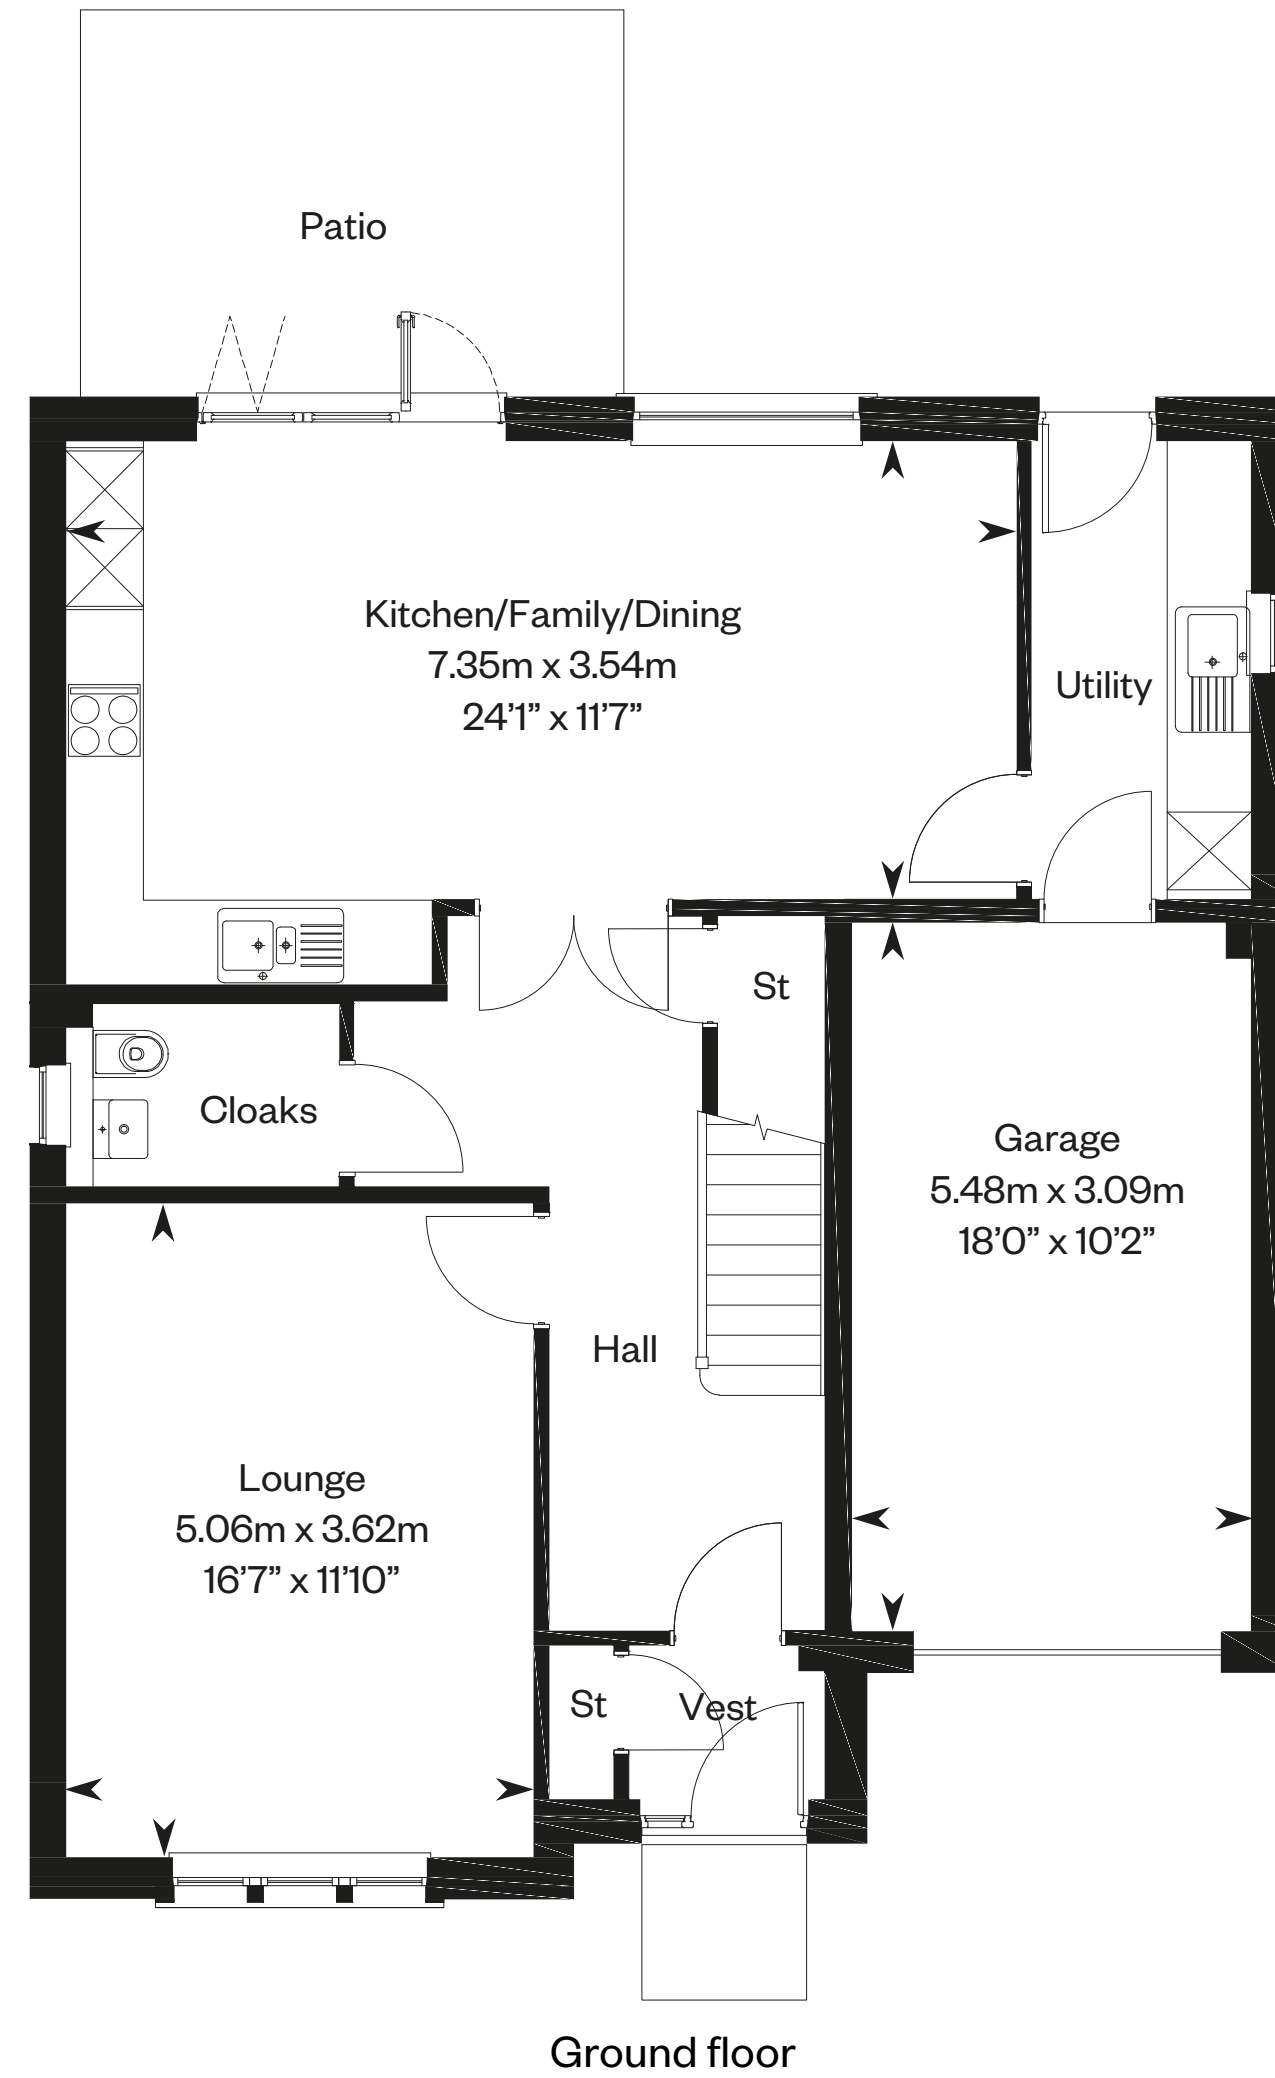 Patio
Kitchen/Family/Dining
7.35m x 3.54m
24’1” x 11’7”
Utility
St
Cloaks
Garage
5.48m x 3.09m
18’0” x 10’2”
Hall
Lounge
5.06m x 3.62m
16’7” x 11’10”
St
Vest
Ground floor